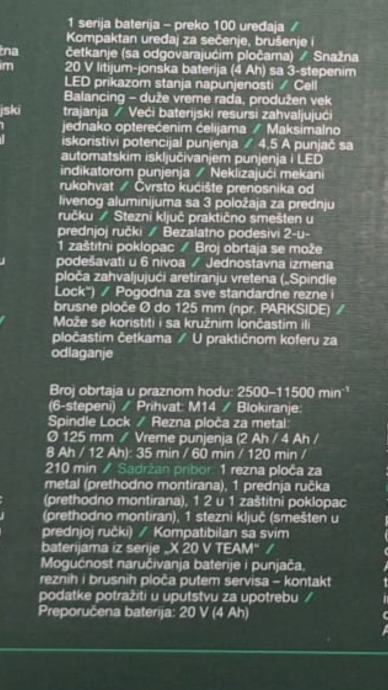 1 serija baterija – preko 100 uređaja /
Kompaktan uređaj za sečenje, brušenje i
četkanje (sa odgovarajućim pločama) / Snažna
20 V litijum-jonska baterija (4 Ah) sa 3-stepenim
LED prikazom stanja napunjenosti / Cell
Balancing – duže vreme rada, produžen vek
trajanja / Veći baterijski resursi zahvaljujući
jednako opterećenim ćelijama / Maksimalno
iskoristivi potencijal punjenja / 4,5 A punjač sa
automatskim isključivanjem punjenja i LED
indikatorom punjenja / Neklizajući mekani
rukohvat / Čvrsto kućište prenosnika od
livenog aluminijuma sa 3 položaja za prednju
ručku / Stezni ključ praktično smešten u
prednjoj ručki / Bezalatno podesivi 2-u-
1 zaštitni poklopac / Broj obrtaja se može
podešavati u 6 nivoa / Jednostavna izmena
ploča zahvaljujući aretiranju vretena („Spindle
Lock“) / Pogodna za sve standardne rezne i
brusne ploče Ø do 125 mm (npr. PARKSIDE) /
Može se koristiti i sa kružnim lončastim ili
pločastim četkama / U praktičnom koferu za
odlaganje
Broj obrtaja u praznom hodu: 2500–11500 min⁻¹
(6-stepeni) / Prihvat: M14 / Blokiranje:
Spindle Lock / Rezna ploča za metal:
Ø 125 mm / Vreme punjenja (2 Ah / 4 Ah /
8 Ah / 12 Ah): 35 min / 60 min / 120 min /
210 min / Sadržan pribor: 1 rezna ploča za
metal (prethodno montirana), 1 prednja ručka
(prethodno montirana), 1 2 u 1 zaštitni poklopac
(prethodno montiran), 1 stezni ključ (smešten u
prednjoj ručki) / Kompatibilan sa svim
baterijama iz serije „X 20 V TEAM“ /
Mogućnost naručivanja baterije i punjača,
reznih i brusnih ploča putem servisa – kontakt
podatke potražiti u uputstvu za upotrebu /
Preporučena baterija: 20 V (4 Ah)